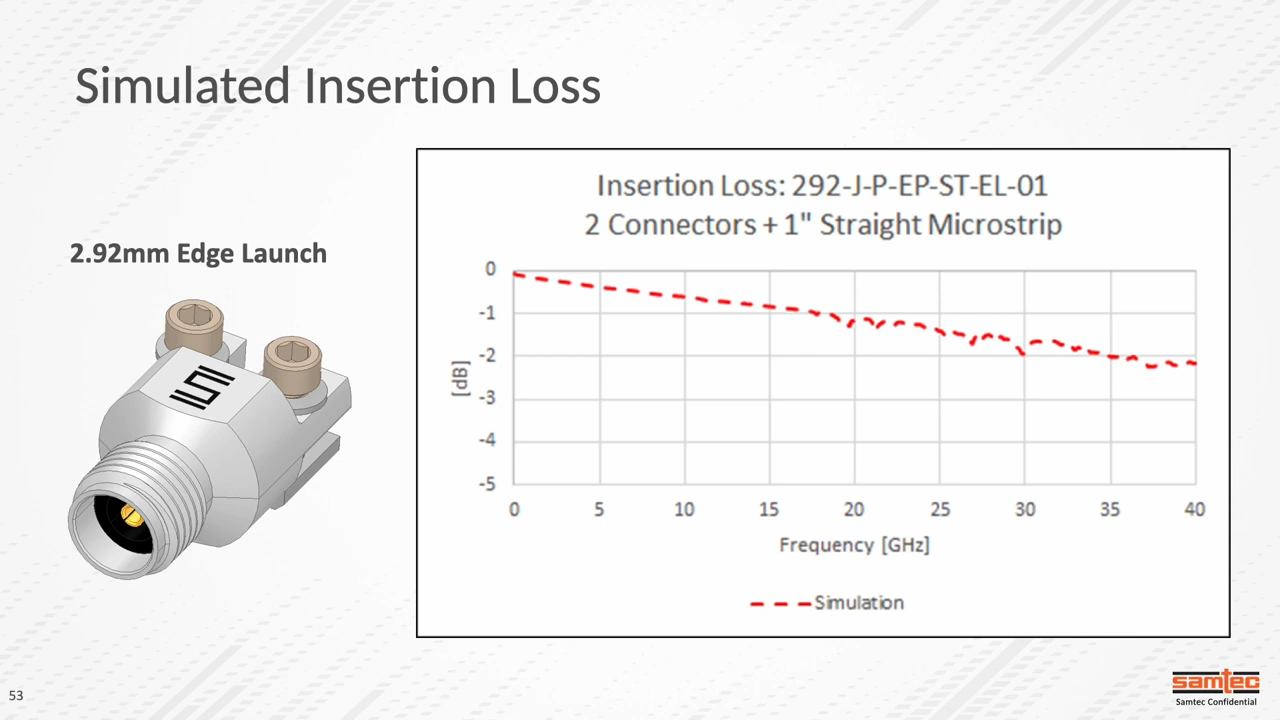 Simulated Insertion Loss
2.92mm Edge Launch
Insertion Loss: 292-J-P-EP-ST-EL-01
2 Connectors + 1" Straight Microstrip
0
-1
-2
-3
-4
-5
[dB]
0 5 10 15 20 25 30 35 40
Frequency [GHz]
Simulation
53
samtec
Samtec Confidential